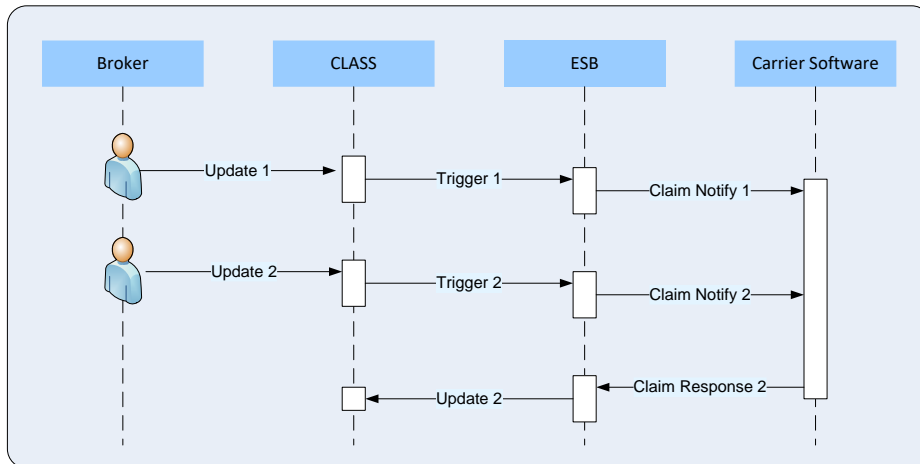 Broker
CLASS
ESB
Carrier Software
Update 1
Trigger 1
Claim Notify 1
Update 2
Trigger 2
Claim Notify 2
Claim Response 2
Update 2